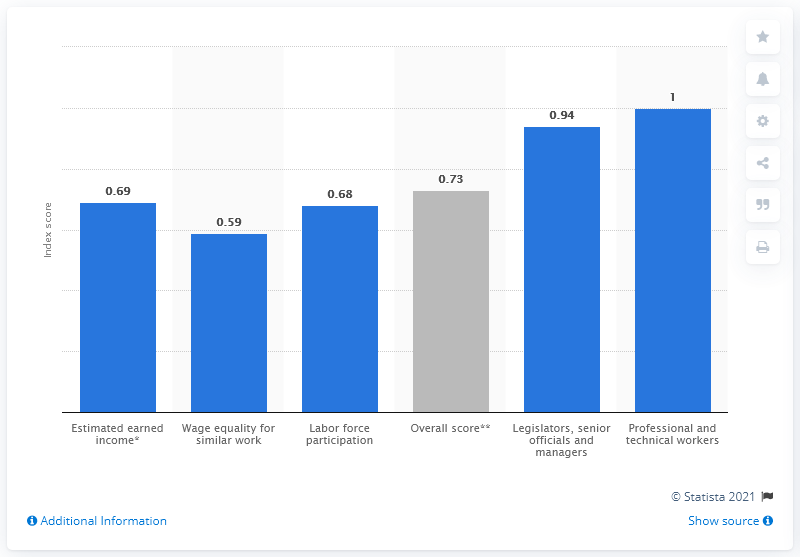 Index score
0.69
0.59
0.68
0.73
0.94
1
Estimated earned
income*
Wage equality for
similar work
Labor force
participation
Overall score**
Legislators, senior
officials and
managers
Professional and
technical workers
© Statista 2021
Additional Information
Show source